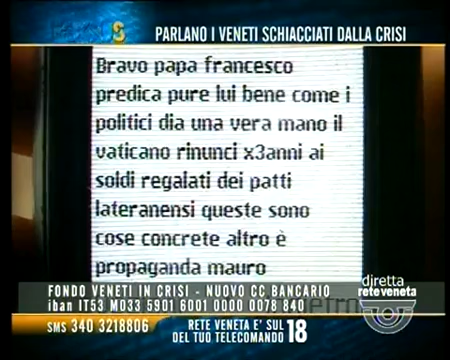 PARLANO I VENETI SCHIACCIATI DALLA CRISI
Bravo papa francesco
predica pure lui bene come i
politici dia una vera mano il
vaticano rinunci x3anni ai
soldi regalati dei patti
lateranensi queste sono
cose concrete altro è
propaganda mauro
diretta
reteveneta
FONDO VENETI IN CRISI - NUOVO CC BANCARIO
iban IT53 M033 5901 6001 0000 0078 840
SMS 340 3218806
RETE VENETA E' SUL
DEL TUO TELECOMANDO 18